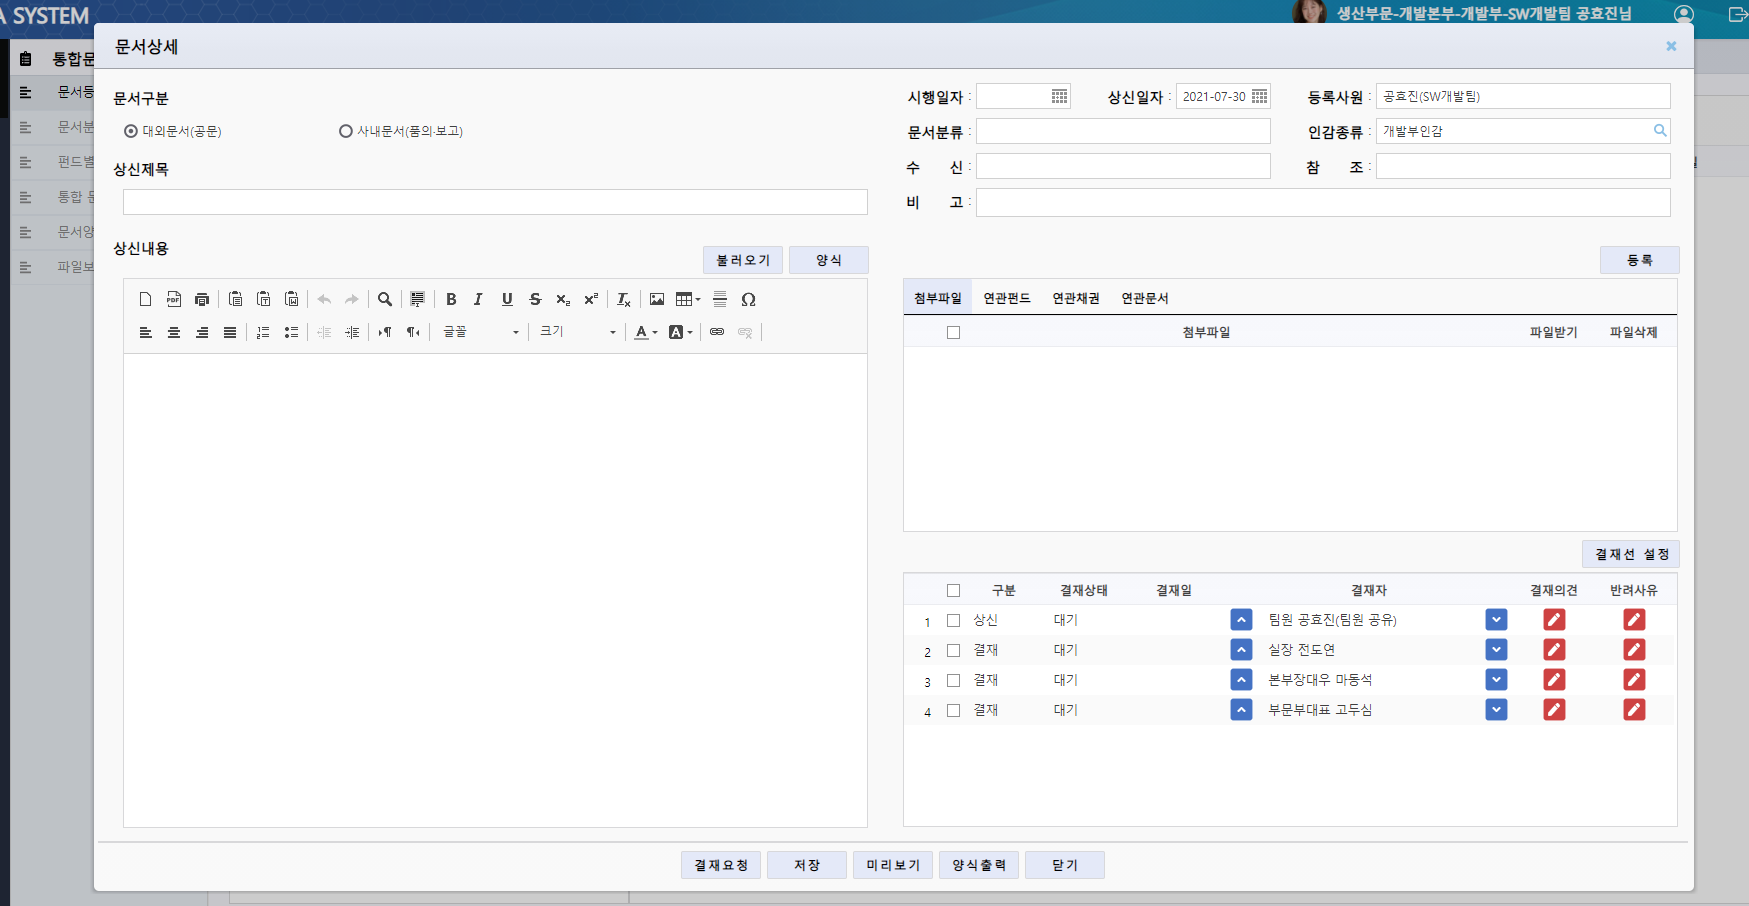 A SYSTEM
생산부문-개발본부-개발부-SW개발팀 공효진님
통합문
문서등
문서분
펀드별
통합 문
문서양
파일보
문서상세
문서구분
대외문서(공문) 사내문서(품의·보고)
상신제목
상신내용
불러오기 양식
글꼴 크기
시행일자 : 상신일자 : 2021-07-30 등록사원 : 공효진(SW개발팀)
문서분류 : 인감종류 : 개발부인감
수 신 : 참 조 :
비 고 :
등록
첨부파일 연관펀드 연관채권 연관문서
첨부파일 파일받기 파일삭제
결재선 설정
구분 결재상태 결재일 결재자 결재의견 반려사유
1 상신 대기 팀원 공효진(팀원 공유)
2 결재 대기 실장 전도연
3 결재 대기 본부장대우 마동석
4 결재 대기 부문부대표 고두심
결재요청 저장 미리보기 양식출력 닫기